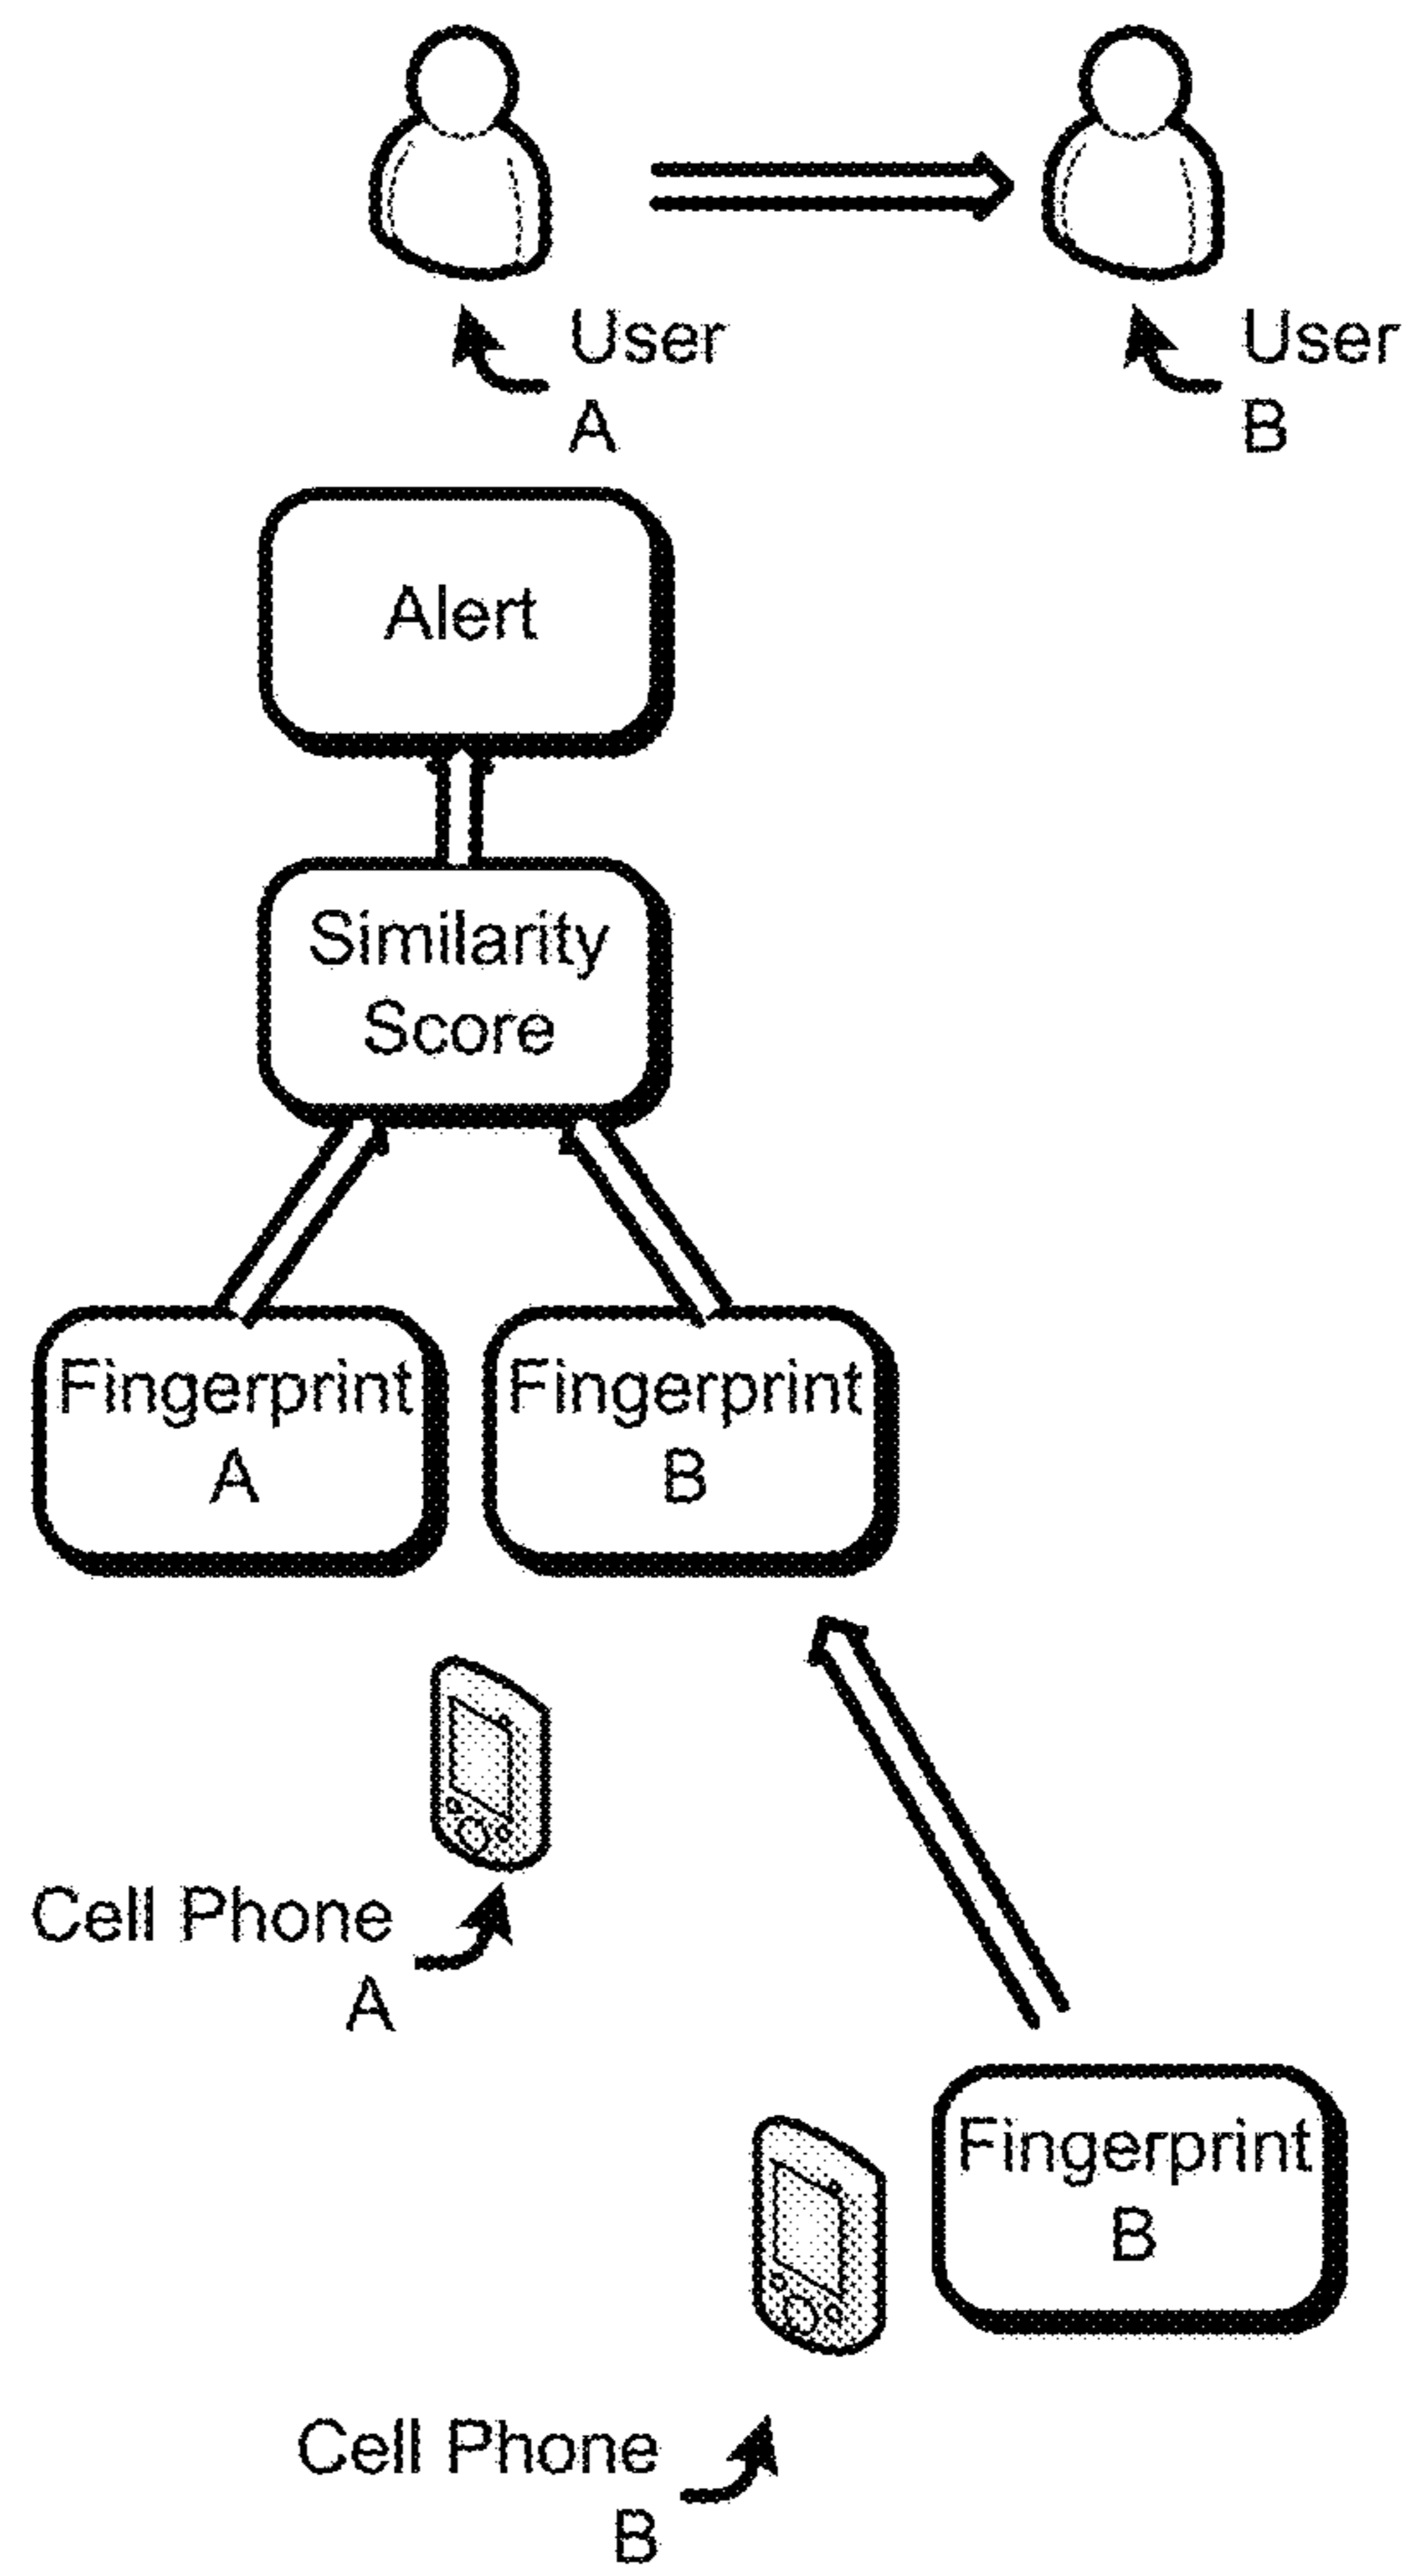 User
A
User
B
Alert
Similarity
Score
Fingerprint
A
Fingerprint
B
Cell Phone
A
Fingerprint
B
Cell Phone
B